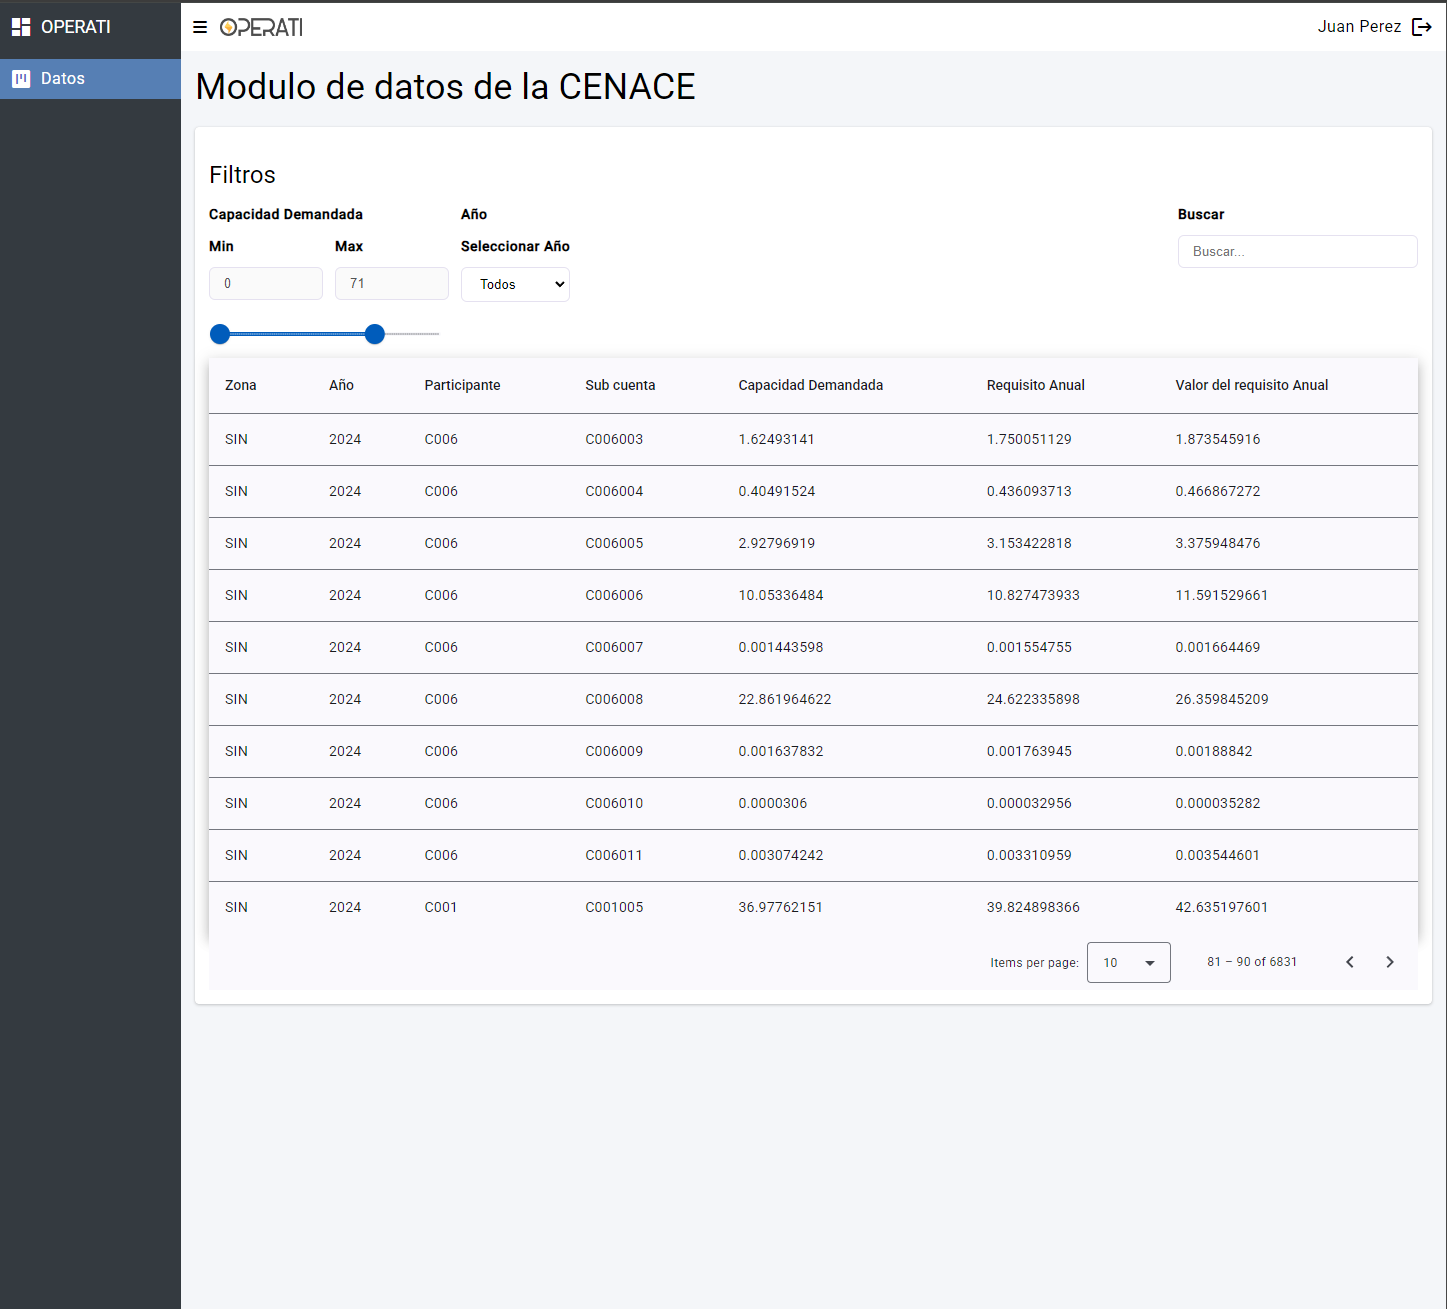 OPERATI
OPERATI
Juan Perez
Datos
Modulo de datos de la CENACE
Filtros
Capacidad Demandada Año Buscar
Min Max Seleccionar Año
0 71 Todos Buscar...
Zona Año Participante Sub cuenta Capacidad Demandada Requisito Anual Valor del requisito Anual
SIN 2024 C006 C006003 1.62493141 1.750051129 1.873545916
SIN 2024 C006 C006004 0.40491524 0.436093713 0.466867272
SIN 2024 C006 C006005 2.92796919 3.153422818 3.375948476
SIN 2024 C006 C006006 10.05336484 10.827473933 11.591529661
SIN 2024 C006 C006007 0.001443598 0.001554755 0.001664469
SIN 2024 C006 C006008 22.861964622 24.622335898 26.359845209
SIN 2024 C006 C006009 0.001637832 0.001763945 0.00188842
SIN 2024 C006 C006010 0.0000306 0.000032956 0.000035282
SIN 2024 C006 C006011 0.003074242 0.003310959 0.003544601
SIN 2024 C001 C001005 36.97762151 39.824898366 42.635197601
Items per page: 10 81 – 90 of 6831